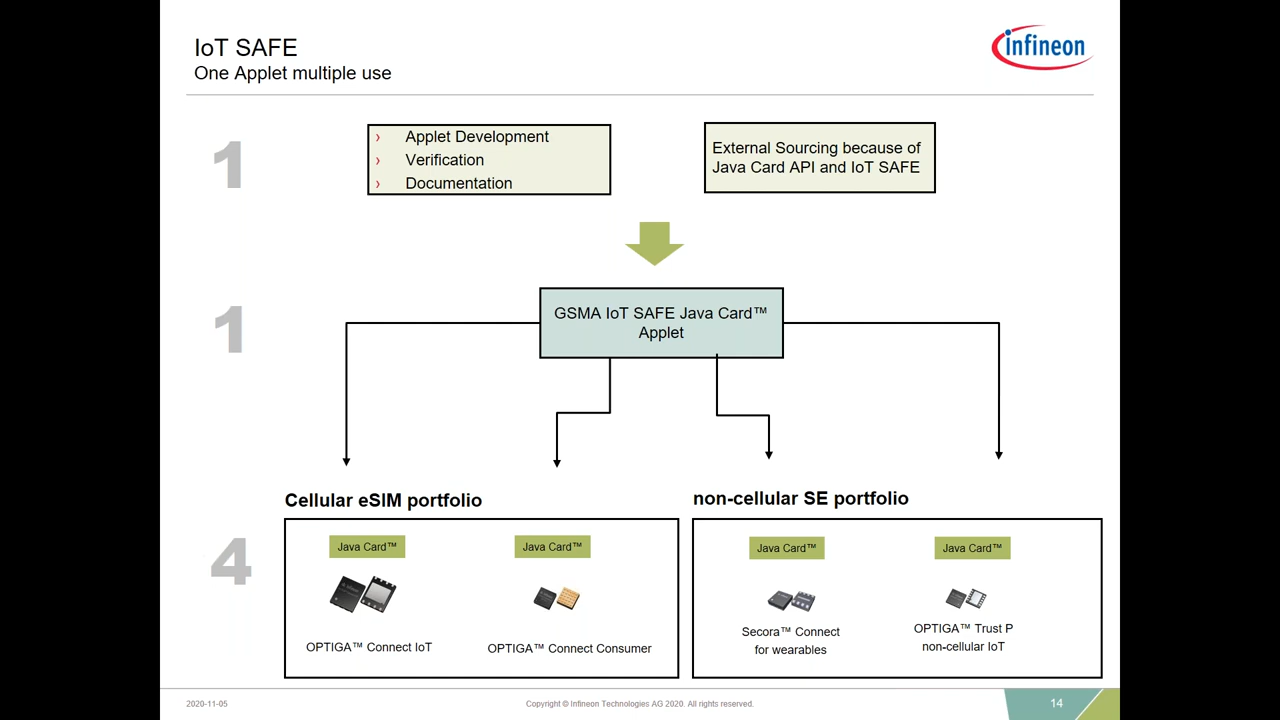 IoT SAFE
One Applet multiple use
infineon
1
› Applet Development
› Verification
› Documentation
External Sourcing because of
Java Card API and IoT SAFE
1
GSMA IoT SAFE Java Card™
Applet
4
Cellular eSIM portfolio
Java Card™
Java Card™
OPTIGA™ Connect IoT
OPTIGA™ Connect Consumer
non-cellular SE portfolio
Java Card™
Java Card™
Secora™ Connect
for wearables
OPTIGA™ Trust P
non-cellular IoT
2020-11-05
Copyright © Infineon Technologies AG 2020. All rights reserved.
14